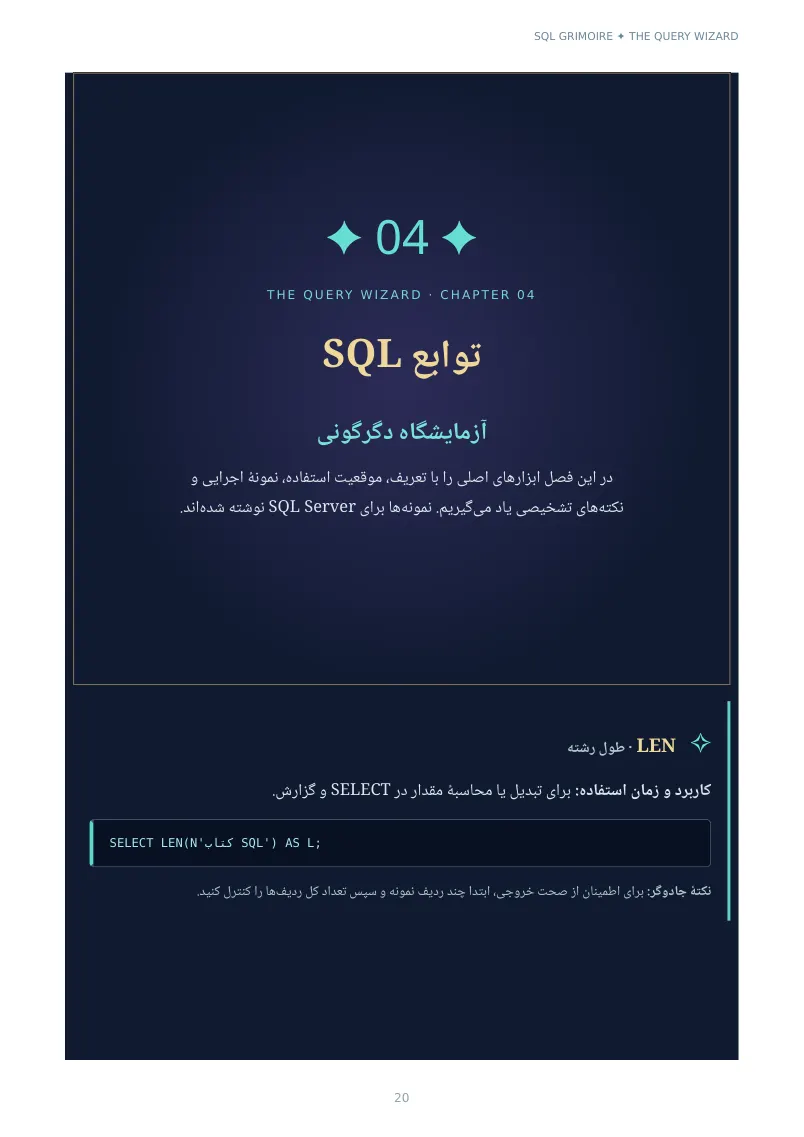 SQL GRIMOIRE ✦ THE QUERY WIZARD
✦ 04 ✦
THE QUERY WIZARD · CHAPTER 04
توابع SQL
آزمایشگاه دگرگونی
در این فصل ابزارهای اصلی را با تعریف، موقعیت استفاده، نمونهٔ اجرایی و
نکته‌های تشخیصی یاد می‌گیریم. نمونه‌ها برای SQL Server نوشته شده‌اند.
✧ LEN · طول رشته
کاربرد و زمان استفاده: برای تبدیل یا محاسبهٔ مقدار در SELECT و گزارش.
SELECT LEN(N'کتاب SQL') AS L;
نکتهٔ جادوگر: برای اطمینان از صحت خروجی، ابتدا چند ردیف نمونه و سپس تعداد کل ردیف‌ها را کنترل کنید.
20